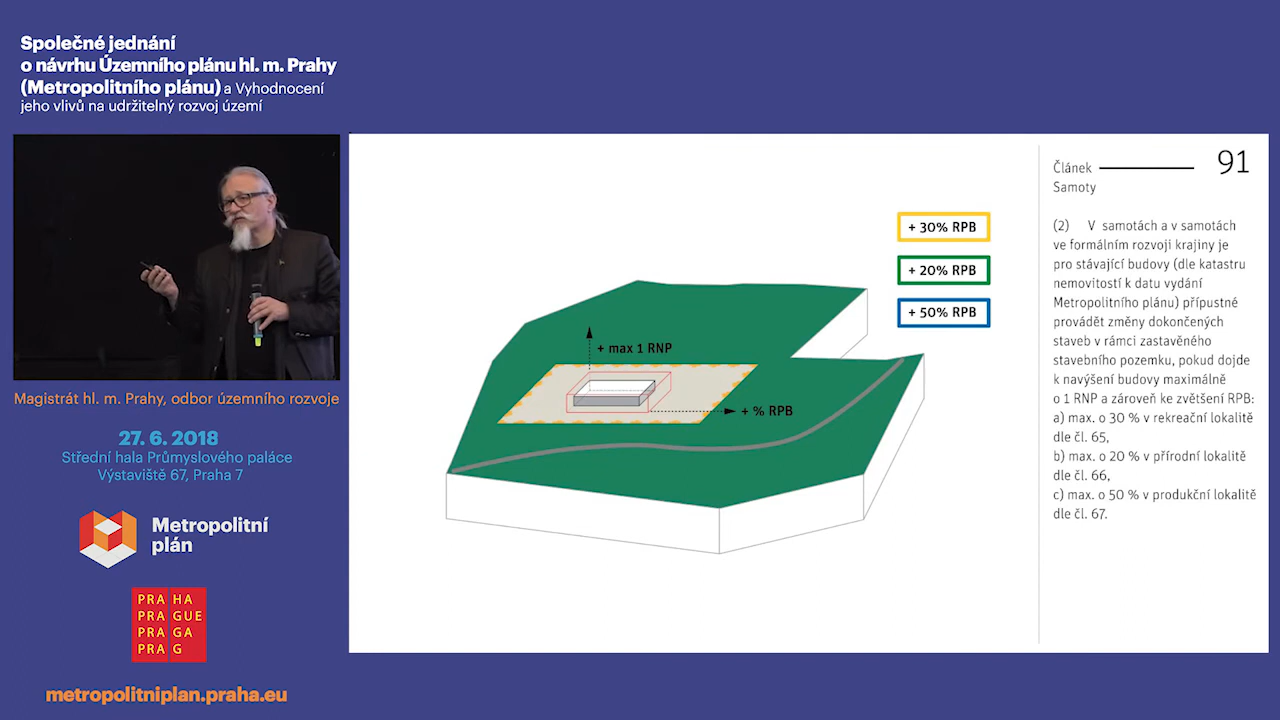 Společné jednání
o návrhu Územního plánu hl. m. Prahy
(Metropolitního plánu) a Vyhodnocení
jeho vlivů na udržitelný rozvoj území
Magistrát hl. m. Prahy, odbor územního rozvoje
27. 6. 2018
Střední hala Průmyslového paláce
Výstaviště 67, Praha 7
Metropolitní
plán
PRA HA
PRA GUE
PRA GA
PRA G
metropolitniplan.praha.eu
+ 30% RPB
+ 20% RPB
+ 50% RPB
+ max 1 RNP
+ % RPB
Článek 91
Samoty
(2) V samotách a v samotách
ve formálním rozvoji krajiny je
pro stávající budovy (dle katastru
nemovitostí k datu vydání
Metropolitního plánu) přípustné
provádět změny dokončených
staveb v rámci zastavěného
stavebního pozemku, pokud dojde
k navýšení budovy maximálně
o 1 RNP a zároveň ke zvětšení RPB:
a) max. o 30 % v rekreační lokalitě
dle čl. 65,
b) max. o 20 % v přírodní lokalitě
dle čl. 66,
c) max. o 50 % v produkční lokalitě
dle čl. 67.